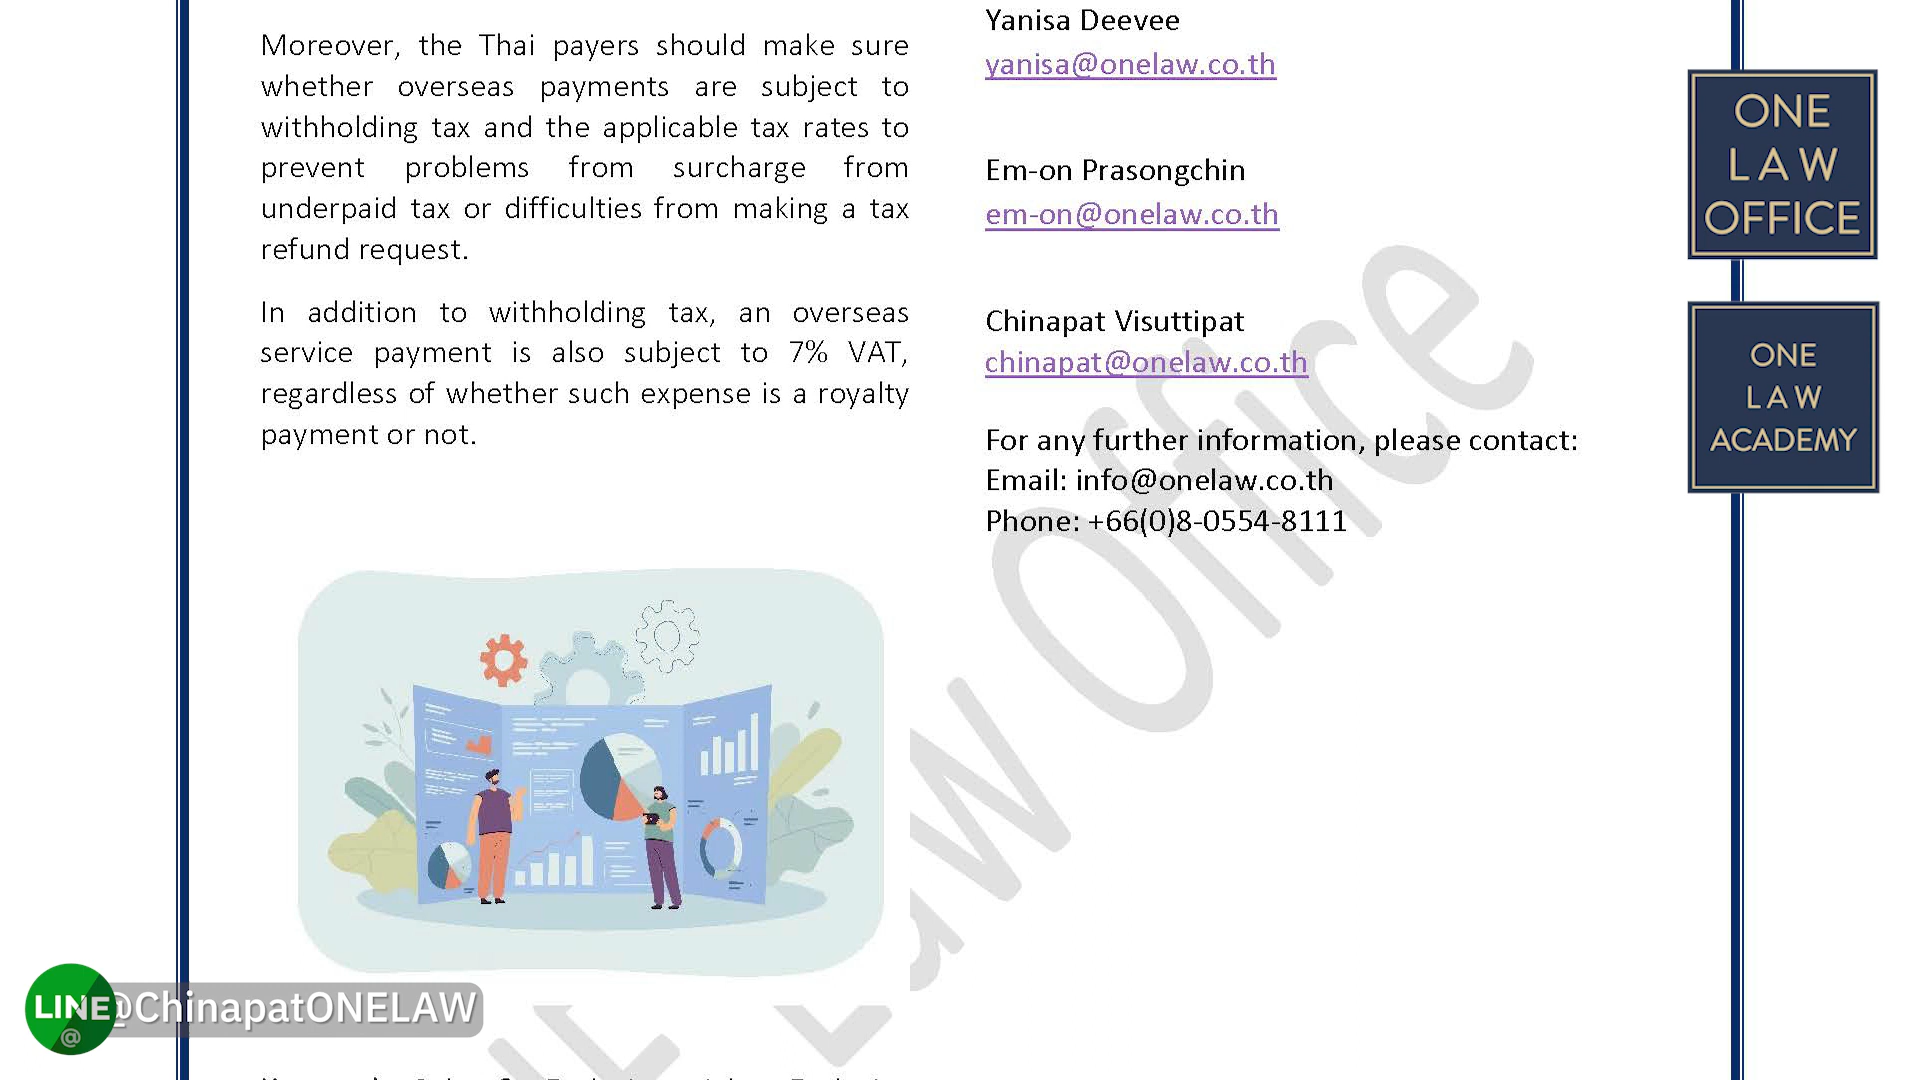 Moreover, the Thai payers should make sure
whether overseas payments are subject to
withholding tax and the applicable tax rates to
prevent problems from surcharge from
underpaid tax or difficulties from making a tax
refund request.
In addition to withholding tax, an overseas
service payment is also subject to 7% VAT,
regardless of whether such expense is a royalty
payment or not.
Yanisa Deevee
yanisa@onelaw.co.th
Em-on Prasongchin
em-on@onelaw.co.th
Chinapat Visuttipat
chinapat@onelaw.co.th
For any further information, please contact:
Email: info@onelaw.co.th
Phone: +66(0)8-0554-8111
ONE
LAW
OFFICE
ONE
LAW
ACADEMY
Law Office
LINE@ChinapatONELAW
@